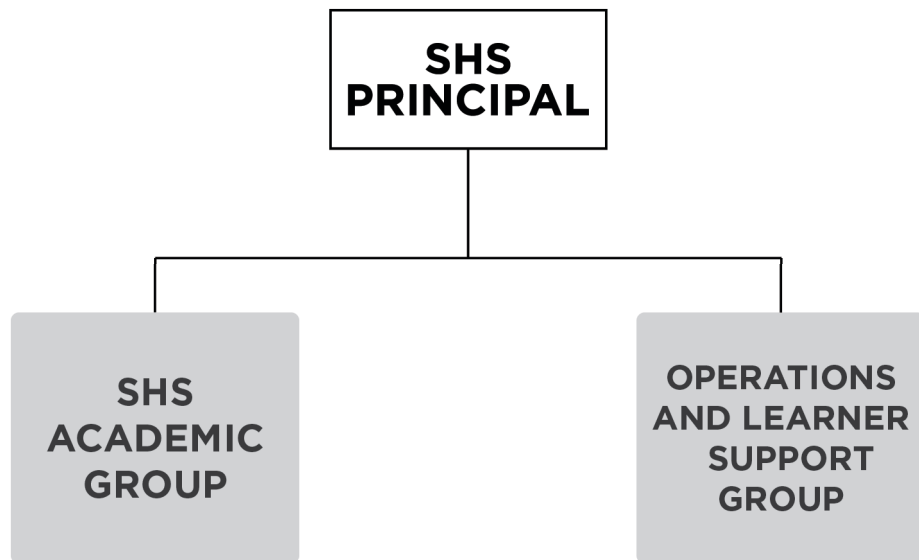 SHS
PRINCIPAL
SHS
ACADEMIC
GROUP
OPERATIONS
AND LEARNER
SUPPORT
GROUP